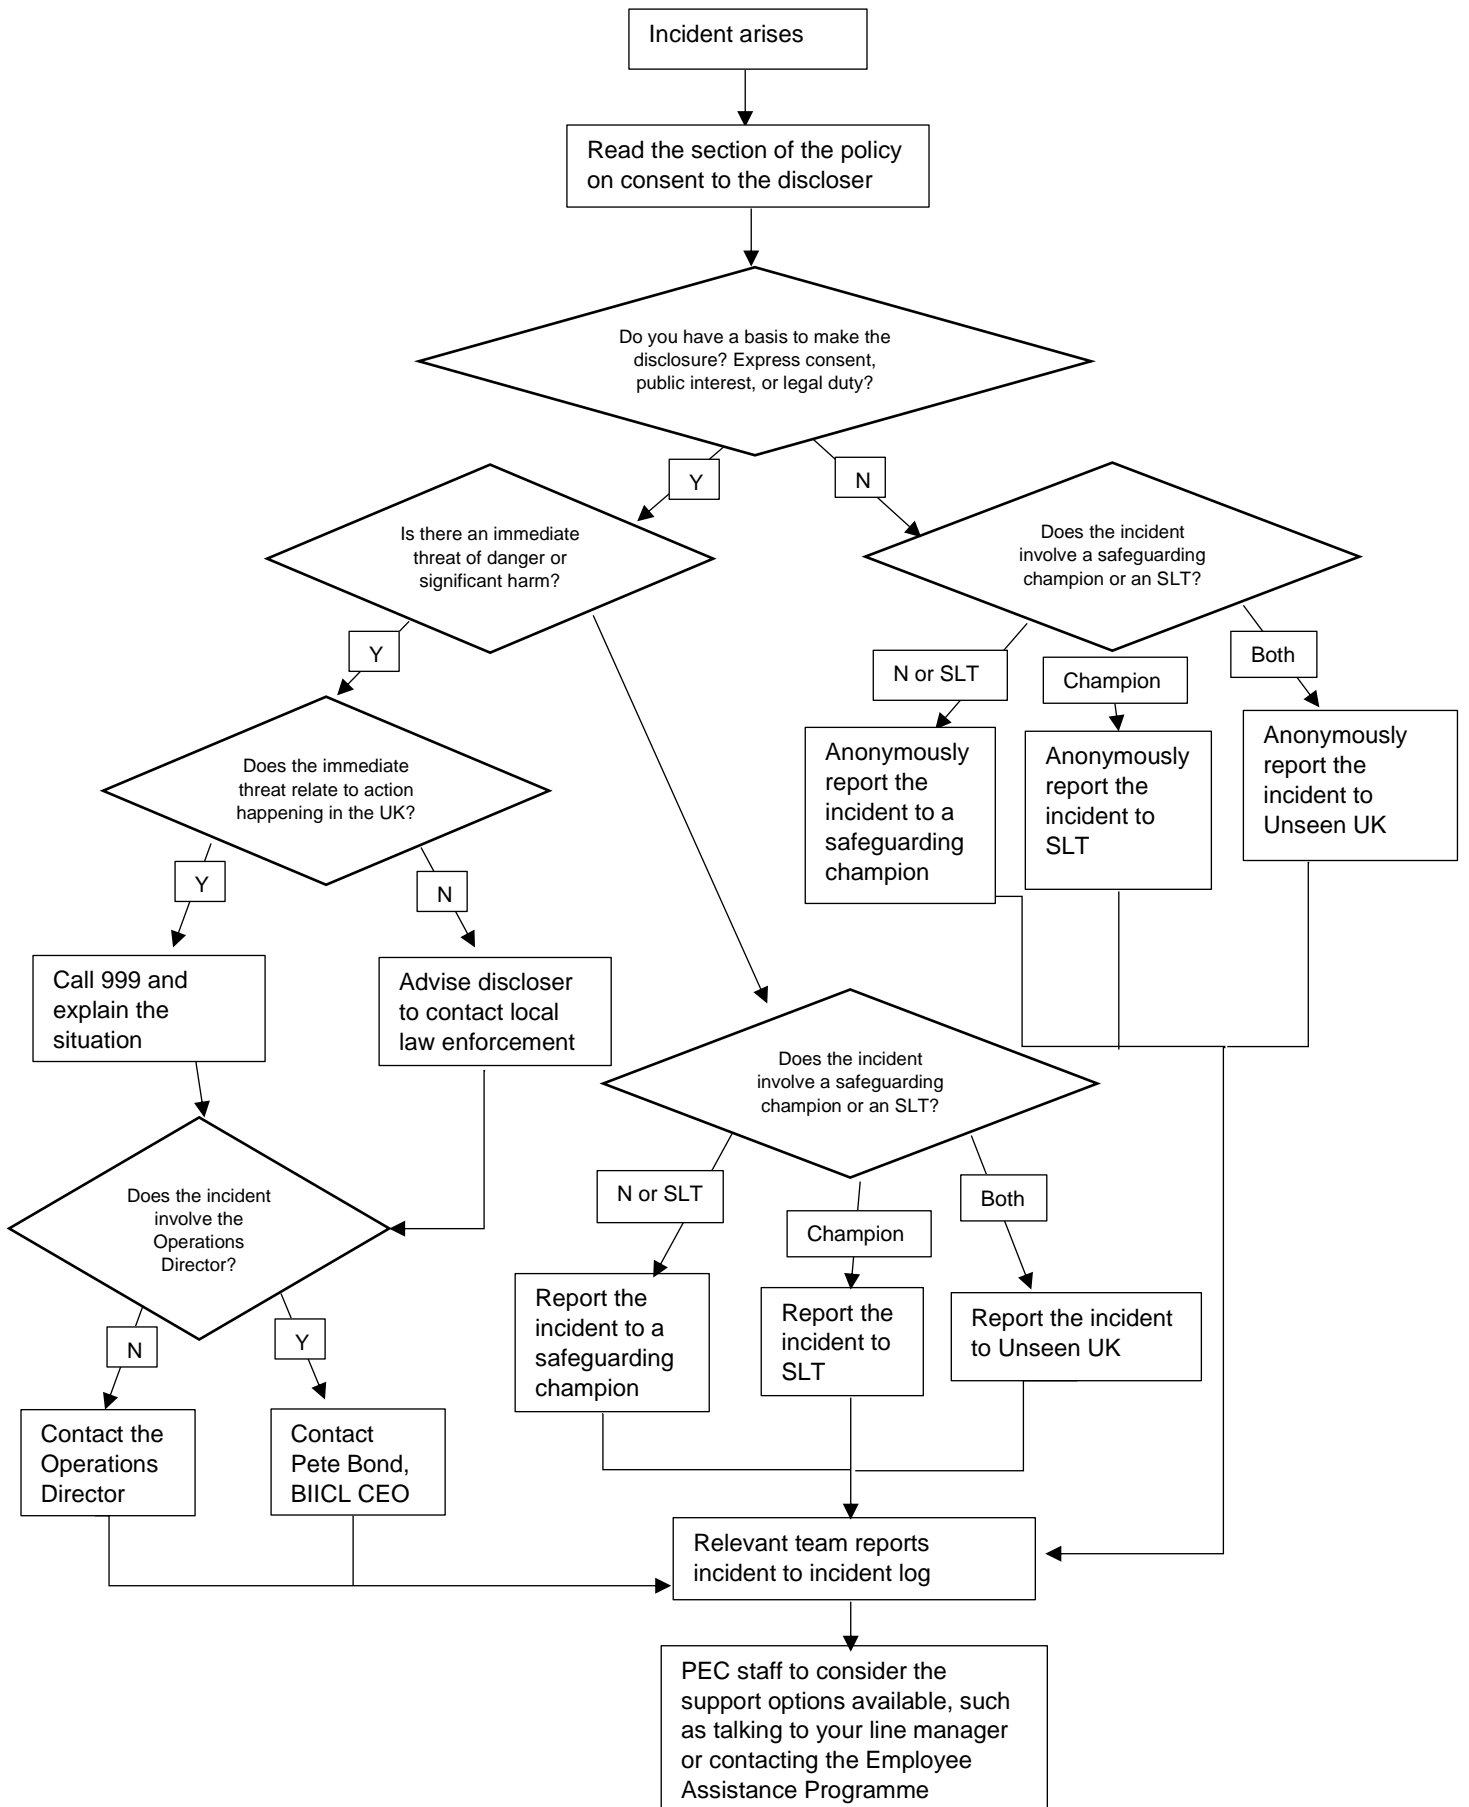 Incident arises
Read the section of the policy
on consent to the discloser
Do you have a basis to make the
disclosure? Express consent,
public interest, or legal duty?
Y
N
Is there an immediate
threat of danger or
significant harm?
Does the incident
involve a safeguarding
champion or an SLT?
Y
N or SLT
Champion
Both
Does the immediate
threat relate to action
happening in the UK?
Anonymously
report the
incident to a
safeguarding
champion
Anonymously
report the
incident to
SLT
Anonymously
report the
incident to
Unseen UK
Y
N
Call 999 and
explain the
situation
Advise discloser
to contact local
law enforcement
Does the incident
involve a safeguarding
champion or an SLT?
Does the incident
involve the
Operations
Director?
N or SLT
Champion
Both
N
Y
Report the
incident to a
safeguarding
champion
Report the
incident to
SLT
Report the incident
to Unseen UK
Contact the
Operations
Director
Contact
Pete Bond,
BIICL CEO
Relevant team reports
incident to incident log
PEC staff to consider the
support options available, such
as talking to your line manager
or contacting the Employee
Assistance Programme